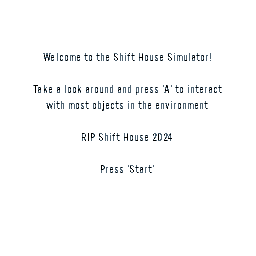 Welcome to the Shift House Simulator!
Take a look around and press 'A' to interact
with most objects in the environment
RIP Shift House 2024
Press 'Start'